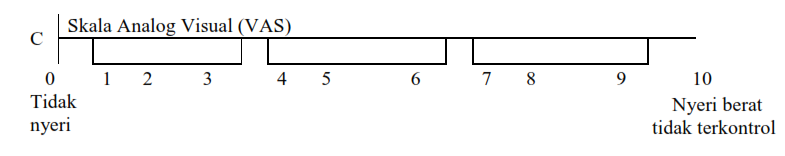 Skala Analog Visual (VAS)
C
0 1 2 3 4 5 6 7 8 9 10
Tidak nyeri
Nyeri berat tidak terkontrol